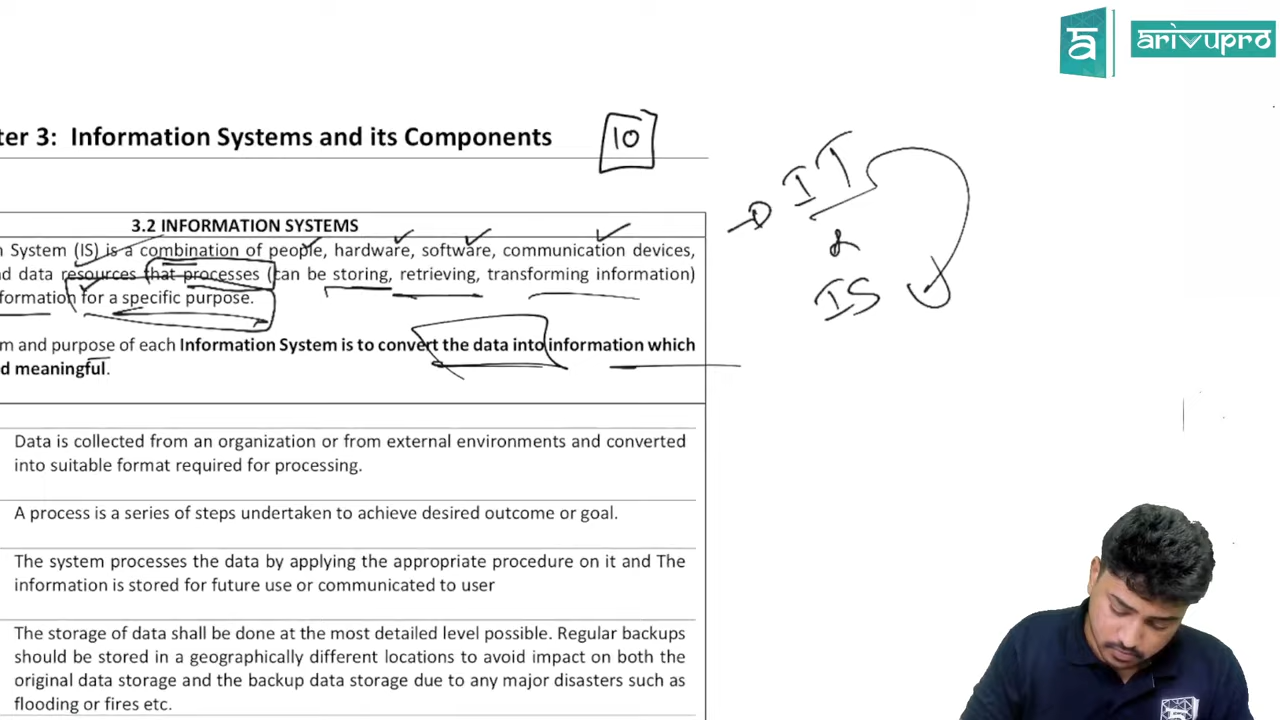 arivupro
ter 3: Information Systems and its Components
10
IT
&
IS
3.2 INFORMATION SYSTEMS
n System (IS) is a combination of people, hardware, software, communication devices,
nd data resources that processes (can be storing, retrieving, transforming information)
formation for a specific purpose.
m and purpose of each Information System is to convert the data into information which
d meaningful.
Data is collected from an organization or from external environments and converted
into suitable format required for processing.
A process is a series of steps undertaken to achieve desired outcome or goal.
The system processes the data by applying the appropriate procedure on it and The
information is stored for future use or communicated to user
The storage of data shall be done at the most detailed level possible. Regular backups
should be stored in a geographically different locations to avoid impact on both the
original data storage and the backup data storage due to any major disasters such as
flooding or fires etc.